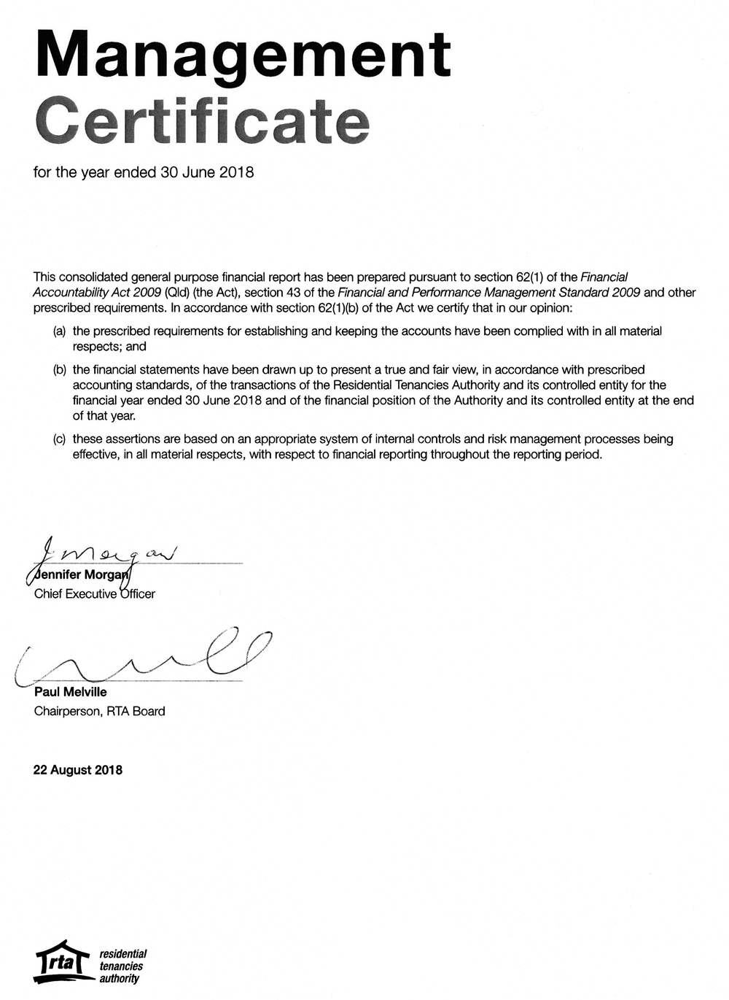 Management
Certificate
for the year ended 30 June 2018
This consolidated general purpose financial report has been prepared pursuant to section 62(1) of the Financial
Accountability Act 2009 (Qld) (the Act), section 43 of the Financial and Performance Management Standard 2009 and other
prescribed requirements. In accordance with section 62(1)(b) of the Act we certify that in our opinion:
(a) the prescribed requirements for establishing and keeping the accounts have been complied with in all material
respects; and
(b) the financial statements have been drawn up to present a true and fair view, in accordance with prescribed
accounting standards, of the transactions of the Residential Tenancies Authority and its controlled entity for the
financial year ended 30 June 2018 and of the financial position of the Authority and its controlled entity at the end
of that year.
(c) these assertions are based on an appropriate system of internal controls and risk management processes being
effective, in all material respects, with respect to financial reporting throughout the reporting period.
J. Morgan
Jennifer Morgan
Chief Executive Officer
Paul Melville
Chairperson, RTA Board
22 August 2018
rta residential
tenancies
authority